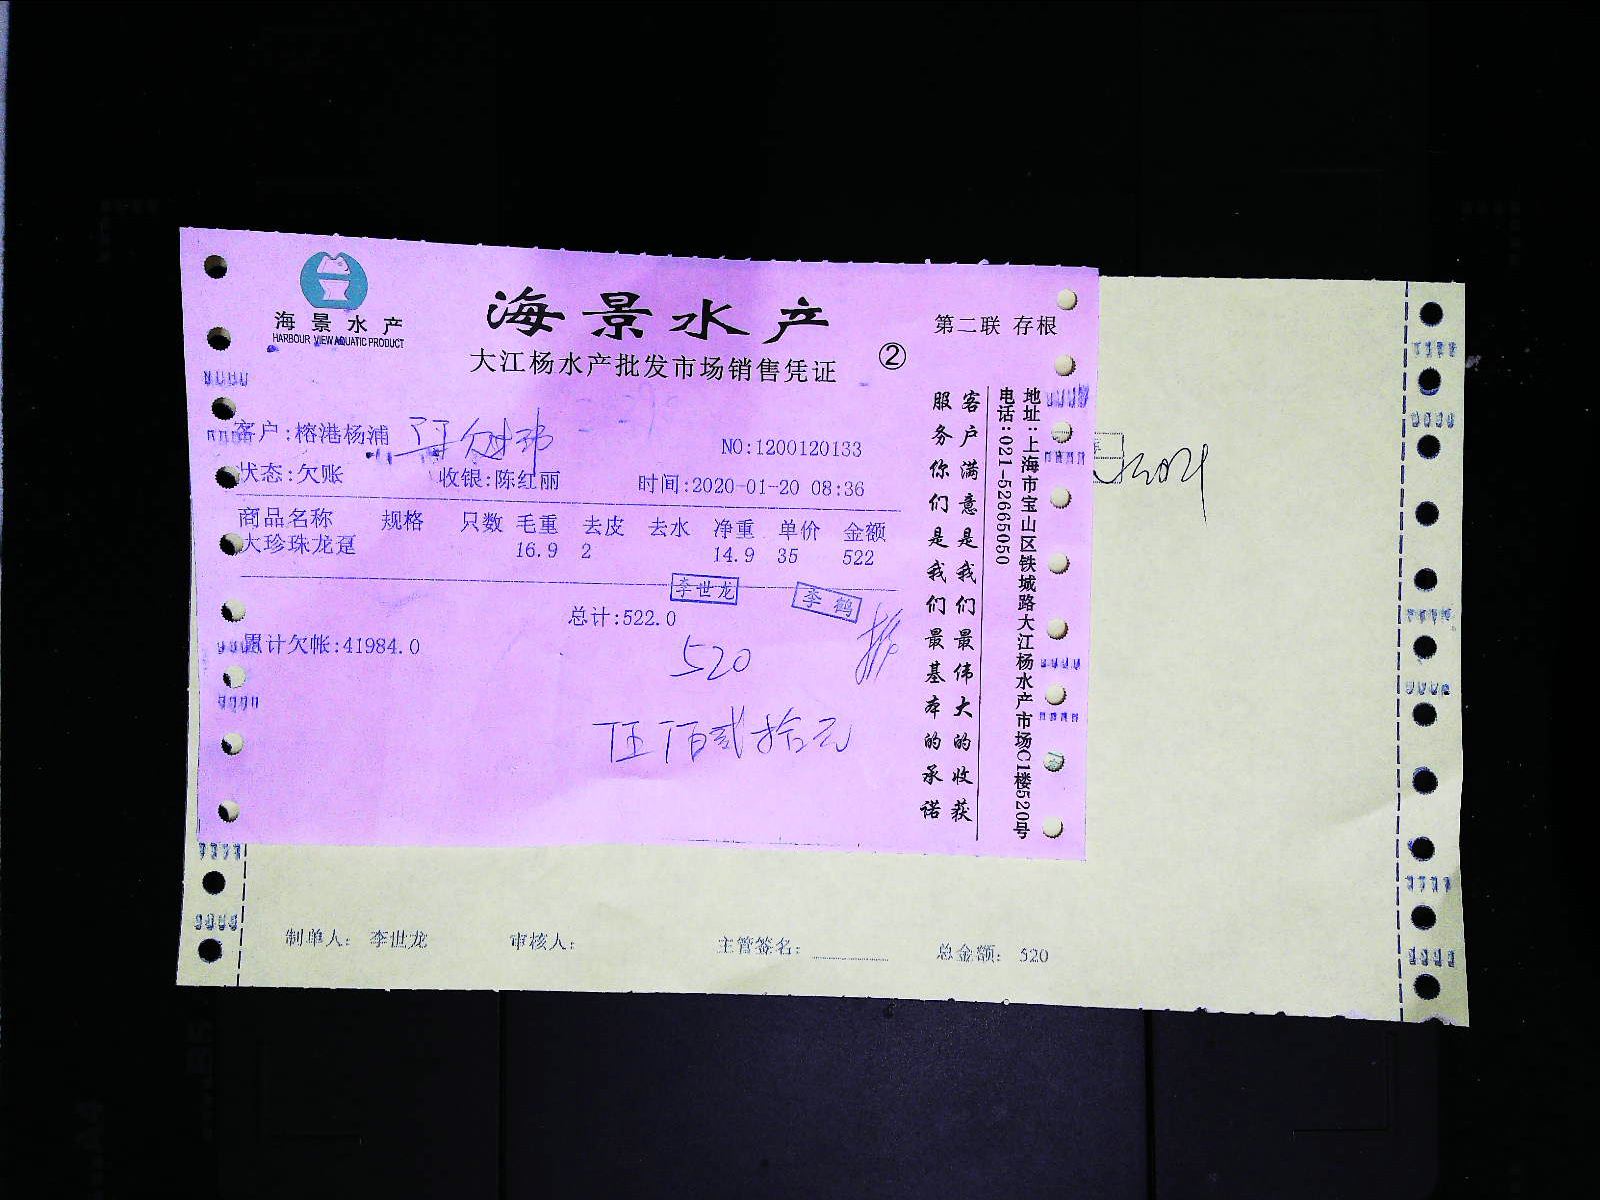 海景水产
HARBOUR VIEW AQUATIC PRODUCT
海景水产
第二联 存根
大江杨水产批发市场销售凭证 ②
客户:榕港杨浦
NO:1200120133
状态:欠账 收银:陈红丽 时间:2020-01-20 08:36
商品名称 规格 只数 毛重 去皮 去水 净重 单价 金额
大珍珠龙趸 16.9 2 14.9 35 522
李世龙
李鹤
总计:522.0
累计欠帐:41984.0
520
伍佰贰拾元
客户满意是我们最伟大的收获
服务你们是我们最基本的承诺
地址:上海市宝山区铁城路大江杨水产市场C1楼520号
电话:021-52665050
制单人: 李世龙 审核人: 主管签名: 总金额: 520